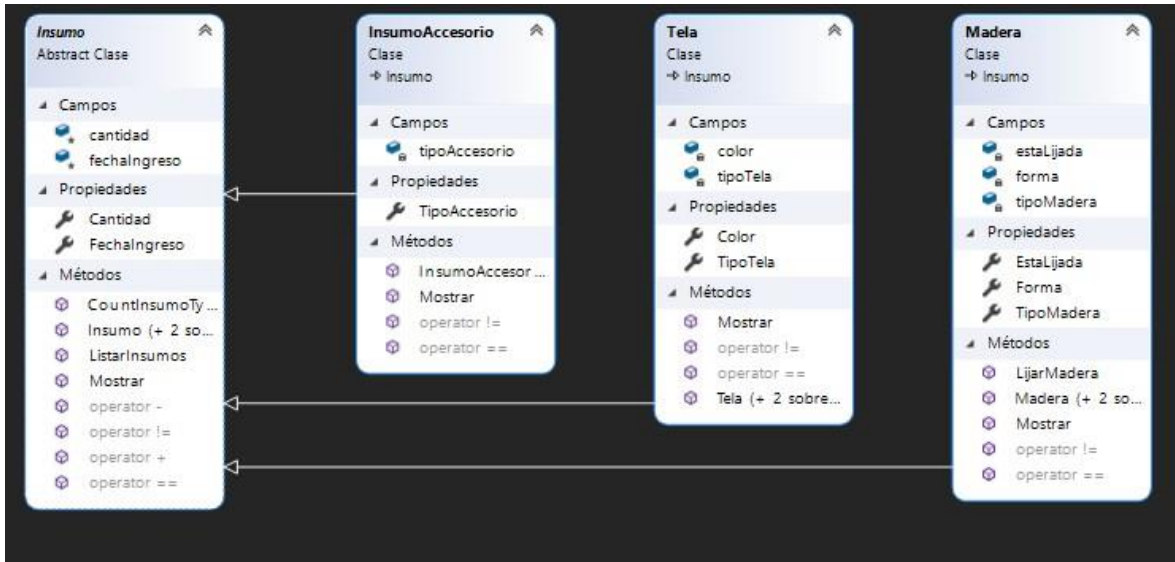 Insumo
Abstract Clase
Campos
cantidad
fechaIngreso
Propiedades
Cantidad
FechaIngreso
Métodos
CountInsumoTy...
Insumo (+ 2 so...
ListarInsumos
Mostrar
operator -
operator !=
operator +
operator ==
InsumoAccesorio
Clase
Insumo
Campos
tipoAccesorio
Propiedades
TipoAccesorio
Métodos
InsumoAccesor...
Mostrar
operator !=
operator ==
Tela
Clase
Insumo
Campos
color
tipoTela
Propiedades
Color
TipoTela
Métodos
Mostrar
operator !=
operator ==
Tela (+ 2 sobre...
Madera
Clase
Insumo
Campos
estaLijada
forma
tipoMadera
Propiedades
EstaLijada
Forma
TipoMadera
Métodos
LijarMadera
Madera (+ 2 so...
Mostrar
operator !=
operator ==